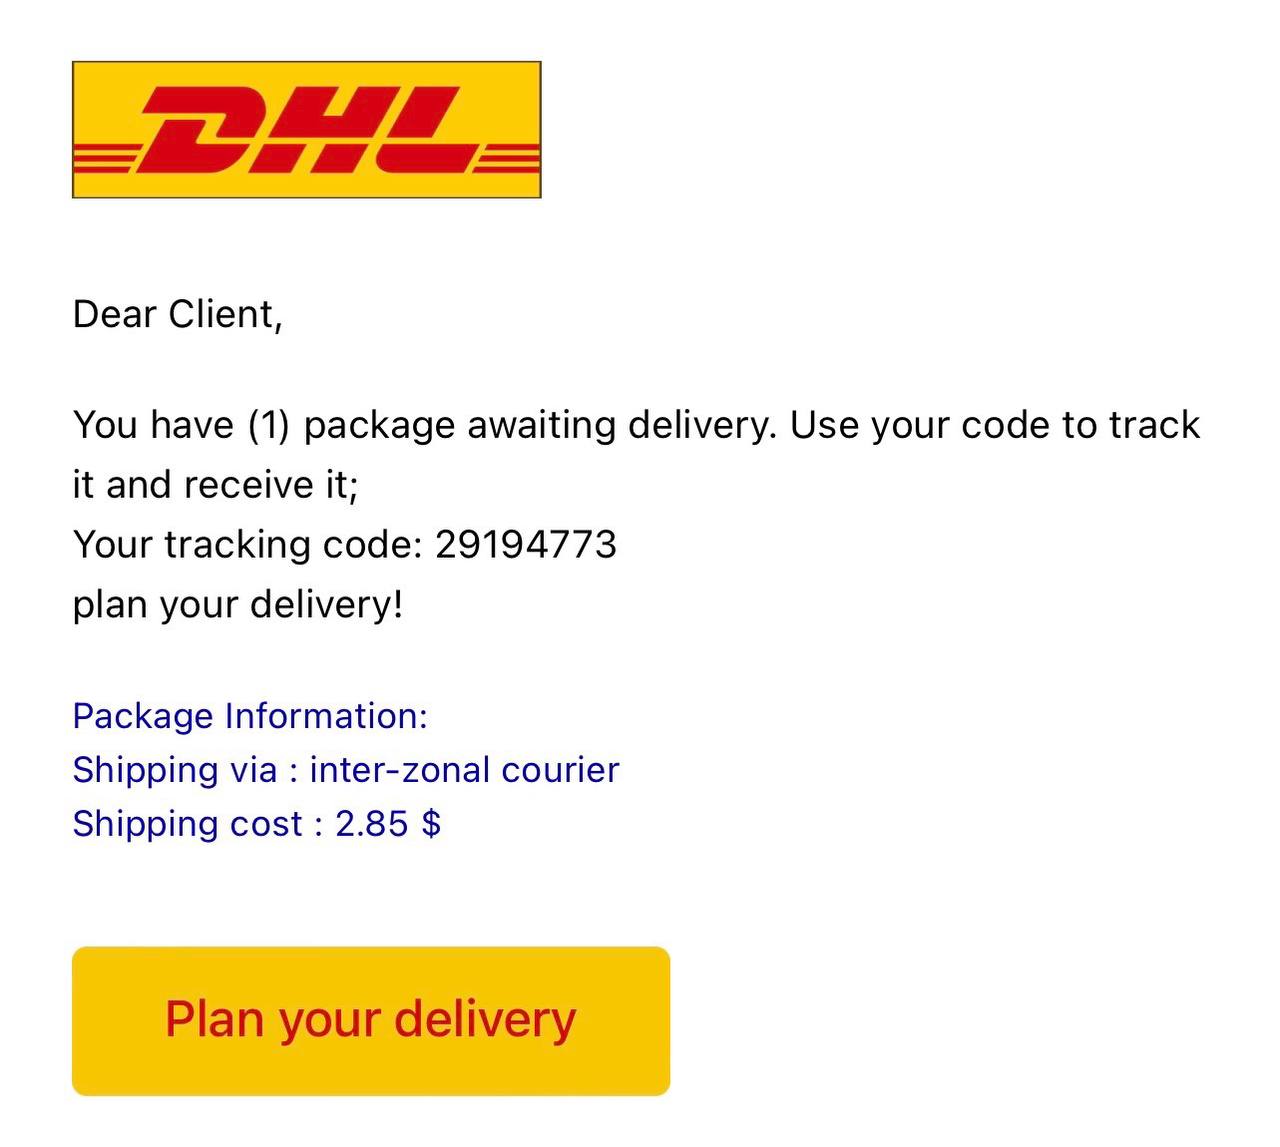 DHL
Dear Client,
You have (1) package awaiting delivery. Use your code to track
it and receive it;
Your tracking code: 29194773
plan your delivery!
Package Information:
Shipping via : inter-zonal courier
Shipping cost : 2.85 $
Plan your delivery